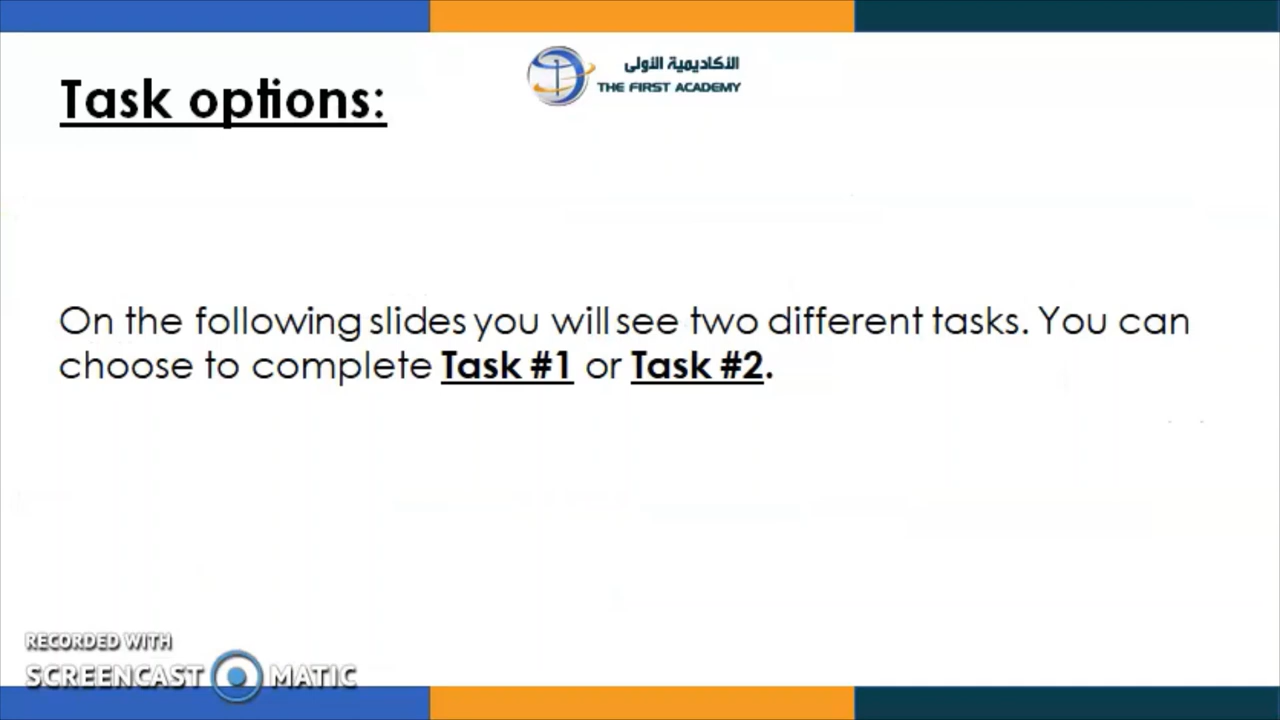 الأكاديمية الأولى
THE FIRST ACADEMY
Task options:
On the following slides you will see two different tasks. You can
choose to complete Task #1 or Task #2.
RECORDED WITH
SCREENCAST MATIC